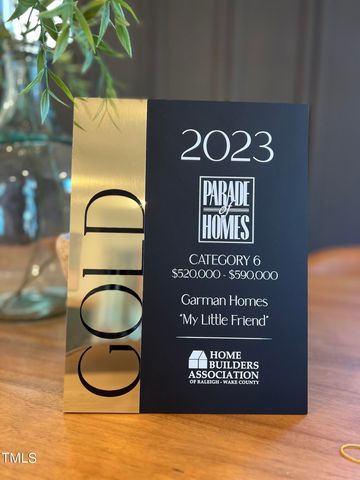 GOLD
2023
PARADE
of
HOMES
CATEGORY 6
$520,000 - $590,000
Garman Homes
"My Little Friend"
HOME
BUILDERS
ASSOCIATION
OF RALEIGH - WAKE COUNTY
TMLS